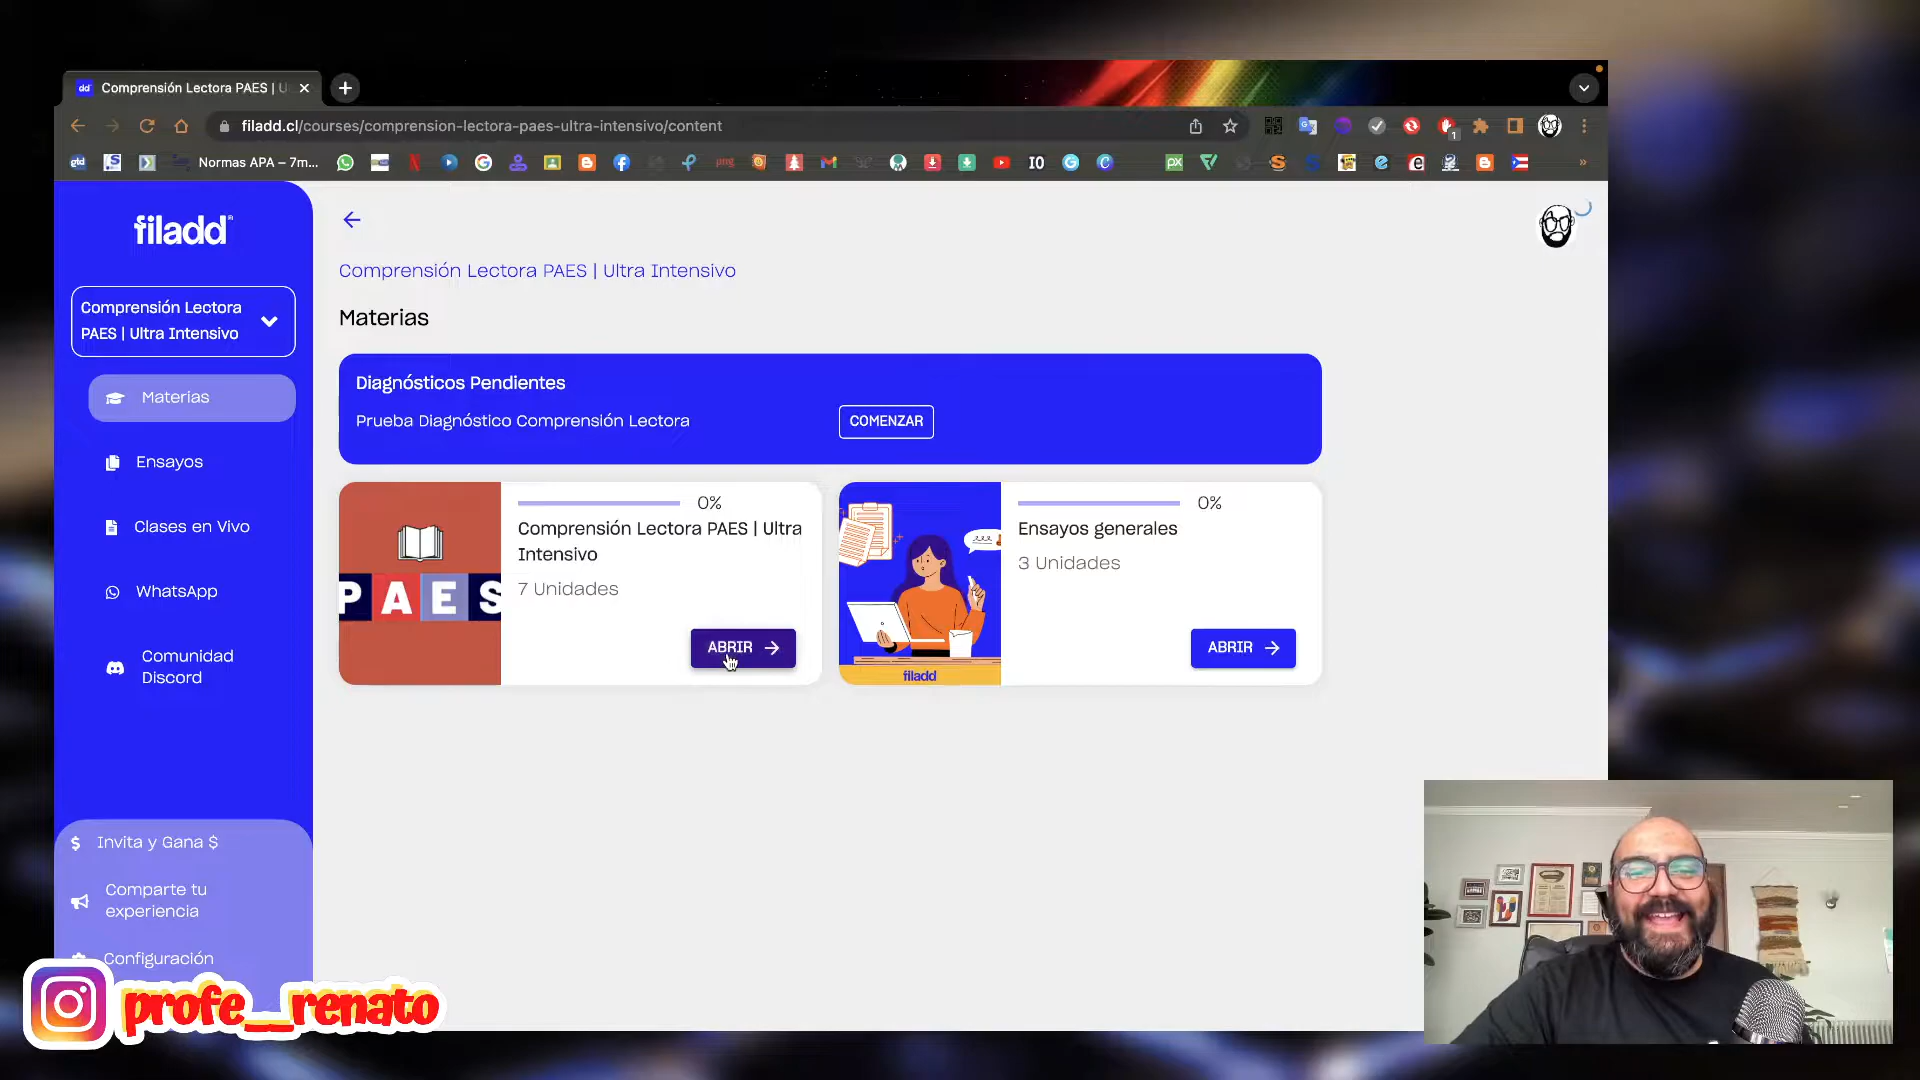 Comprensión Lectora PAES | U
filadd.cl/courses/comprension-lectora-paes-ultra-intensivo/content
Normas APA – 7m...
filadd
Comprensión Lectora
PAES | Ultra Intensivo
Materias
Ensayos
Clases en Vivo
WhatsApp
Comunidad
Discord
Invita y Gana $
Comparte tu
experiencia
Configuración
Comprensión Lectora PAES | Ultra Intensivo
Materias
Diagnósticos Pendientes
Prueba Diagnóstico Comprensión Lectora
COMENZAR
PAES
0%
Comprensión Lectora PAES | Ultra
Intensivo
7 Unidades
ABRIR
filadd
0%
Ensayos generales
3 Unidades
ABRIR
profe__renato